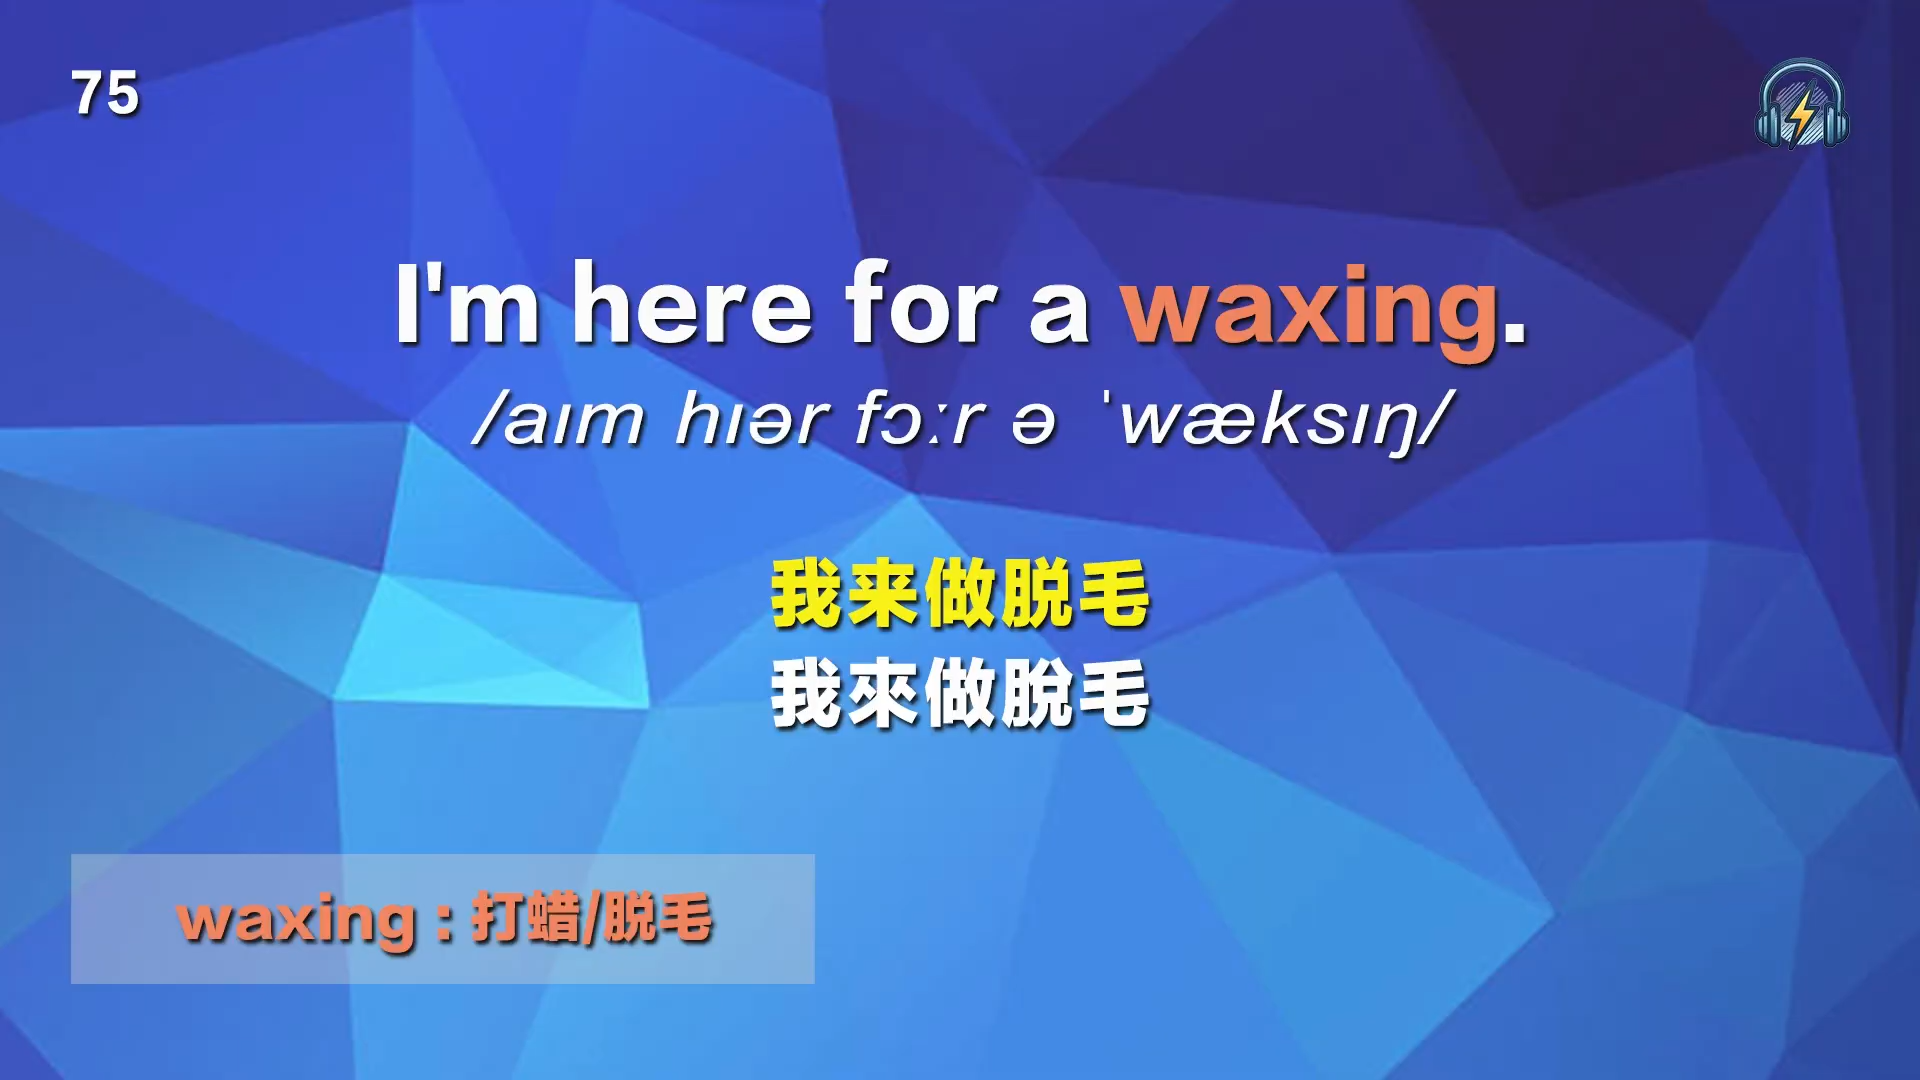 75
I'm here for a waxing.
/aɪm hɪər fɔːr ə ˈwæksɪŋ/
我来做脱毛
我來做脫毛
waxing : 打蜡/脱毛